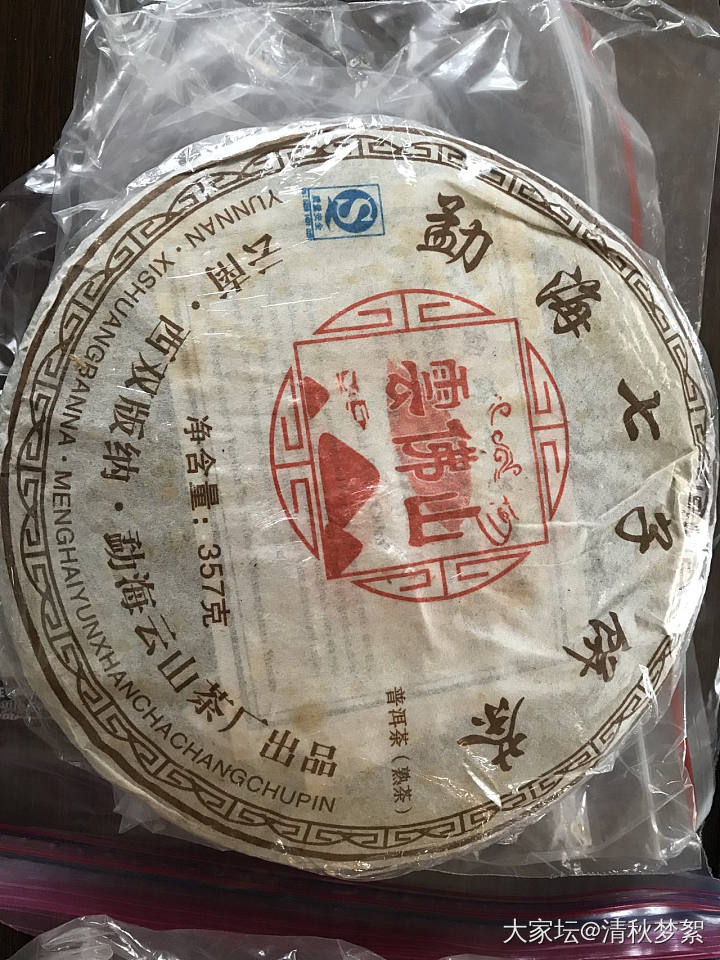 勐海七子饼茶
雲佛山
普洱茶（熟茶）
净含量：357克
云南·西双版纳·勐海云山茶厂出品
YUNNAN·XISHUANGBANNA·MENGHAIYUNXHANCHACHANGCHUPIN
大家坛@清秋梦絮